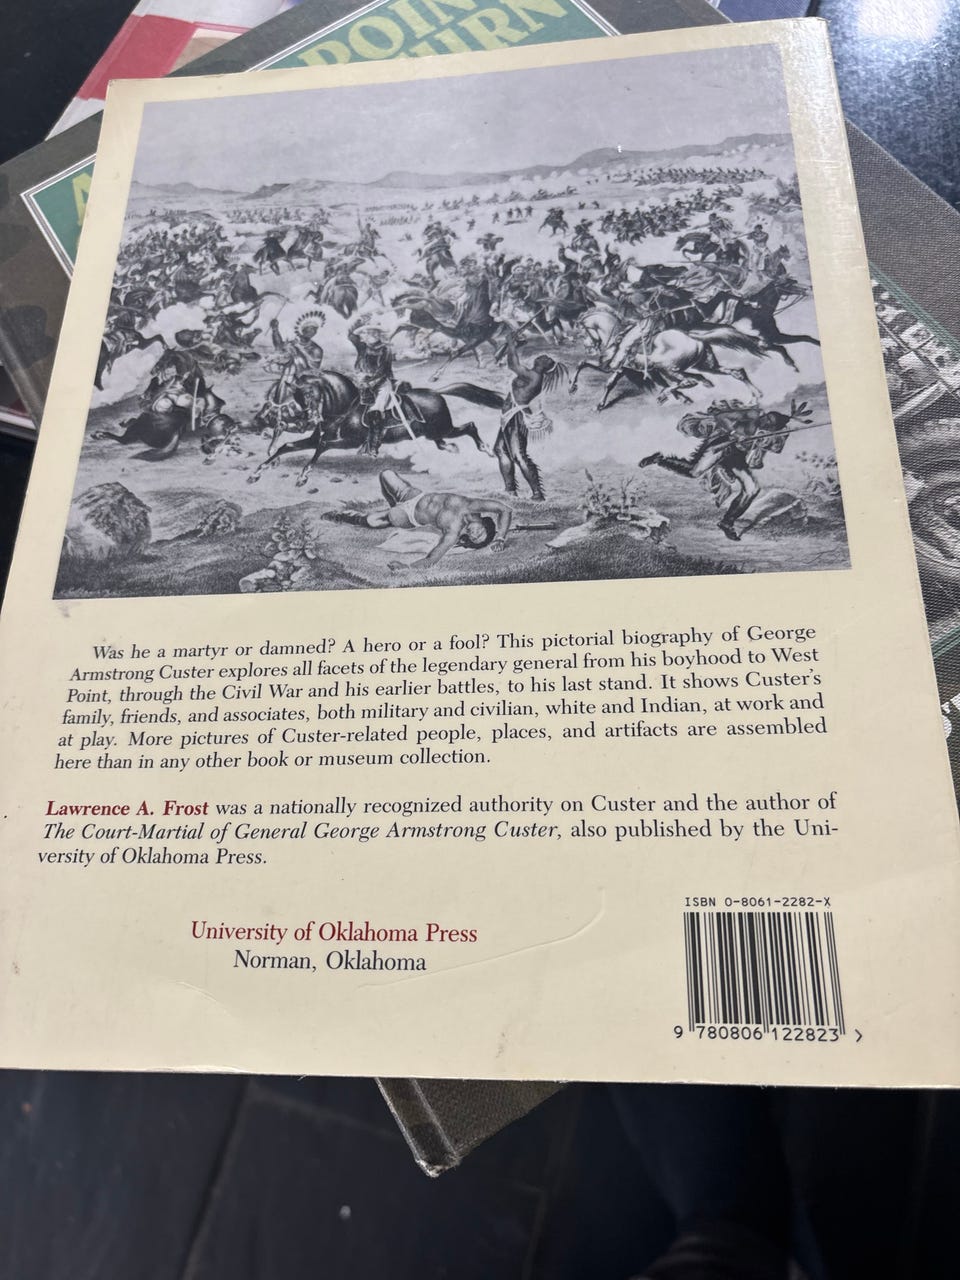 POIN
URN
Was he a martyr or damned? A hero or a fool? This pictorial biography of George
Armstrong Custer explores all facets of the legendary general from his boyhood to West
Point, through the Civil War and his earlier battles, to his last stand. It shows Custer's
family, friends, and associates, both military and civilian, white and Indian, at work and
at play. More pictures of Custer-related people, places, and artifacts are assembled
here than in any other book or museum collection.
Lawrence A. Frost was a nationally recognized authority on Custer and the author of
The Court-Martial of General George Armstrong Custer, also published by the Uni-
versity of Oklahoma Press.
University of Oklahoma Press
Norman, Oklahoma
ISBN 0-8061-2282-X
9 780806 122823 >